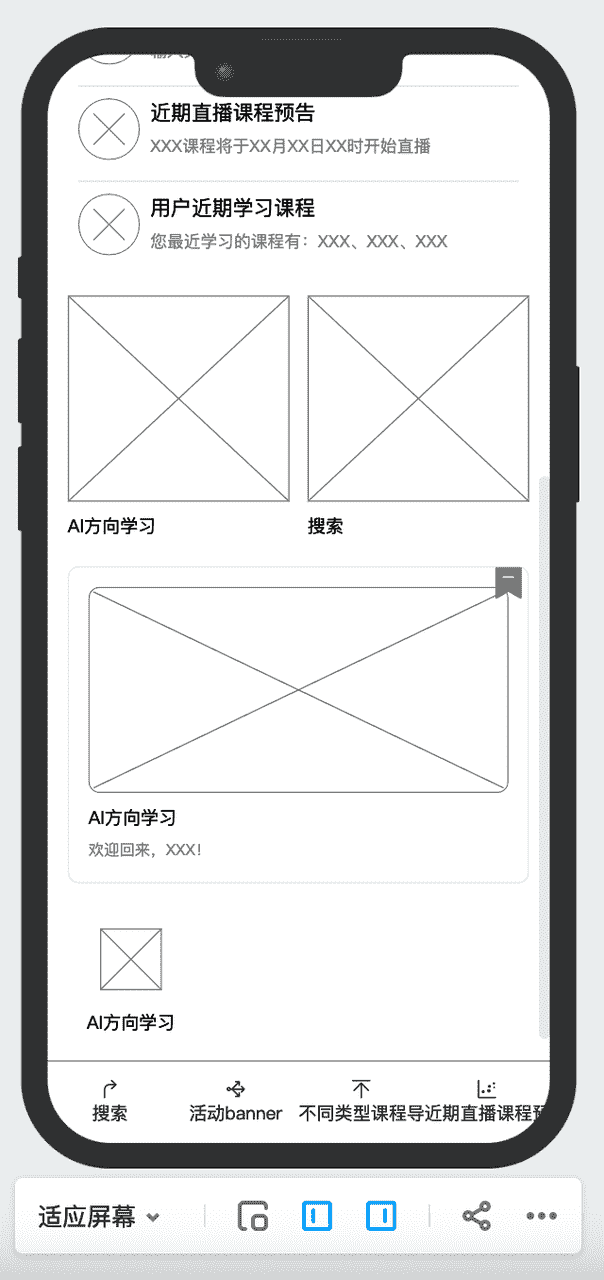 近期直播课程预告
XXX课程将于XX月XX日XX时开始直播
用户近期学习课程
您最近学习的课程有：XXX、XXX、XXX
AI方向学习
搜索
AI方向学习
欢迎回来，XXX！
AI方向学习
搜索
活动banner
不同类型课程导
近期直播课程预
适应屏幕